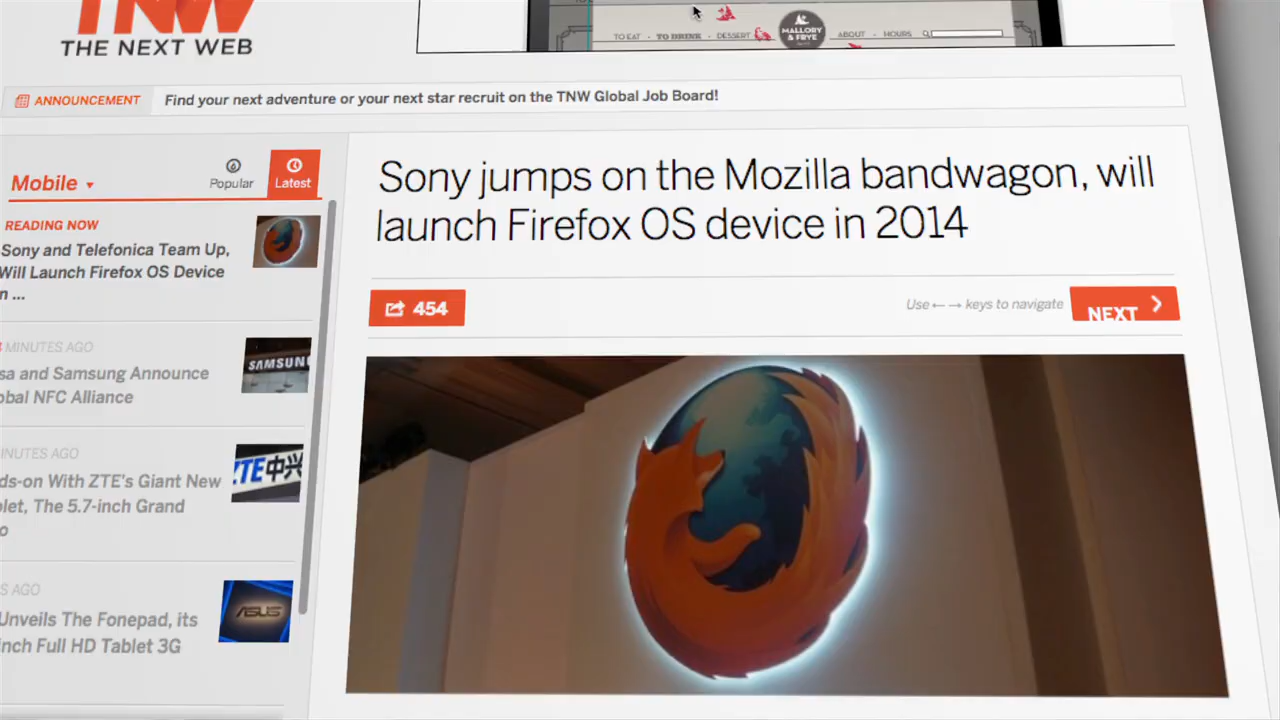 TNW
THE NEXT WEB
TO EAT · TO DRINK · DESSERT
MALLORY
& FRYE
ABOUT · HOURS
ANNOUNCEMENT
Find your next adventure or your next star recruit on the TNW Global Job Board!
Mobile
Popular
Latest
READING NOW
Sony and Telefonica Team Up,
Will Launch Firefox OS Device
n ...
MINUTES AGO
sa and Samsung Announce
obal NFC Alliance
SAMSUN
INUTES AGO
ds-on With ZTE's Giant New
blet, The 5.7-inch Grand
o
ZTE中兴
S AGO
Unveils The Fonepad, its
inch Full HD Tablet 3G
ASUS
Sony jumps on the Mozilla bandwagon, will
launch Firefox OS device in 2014
454
Use ← → keys to navigate
NEXT